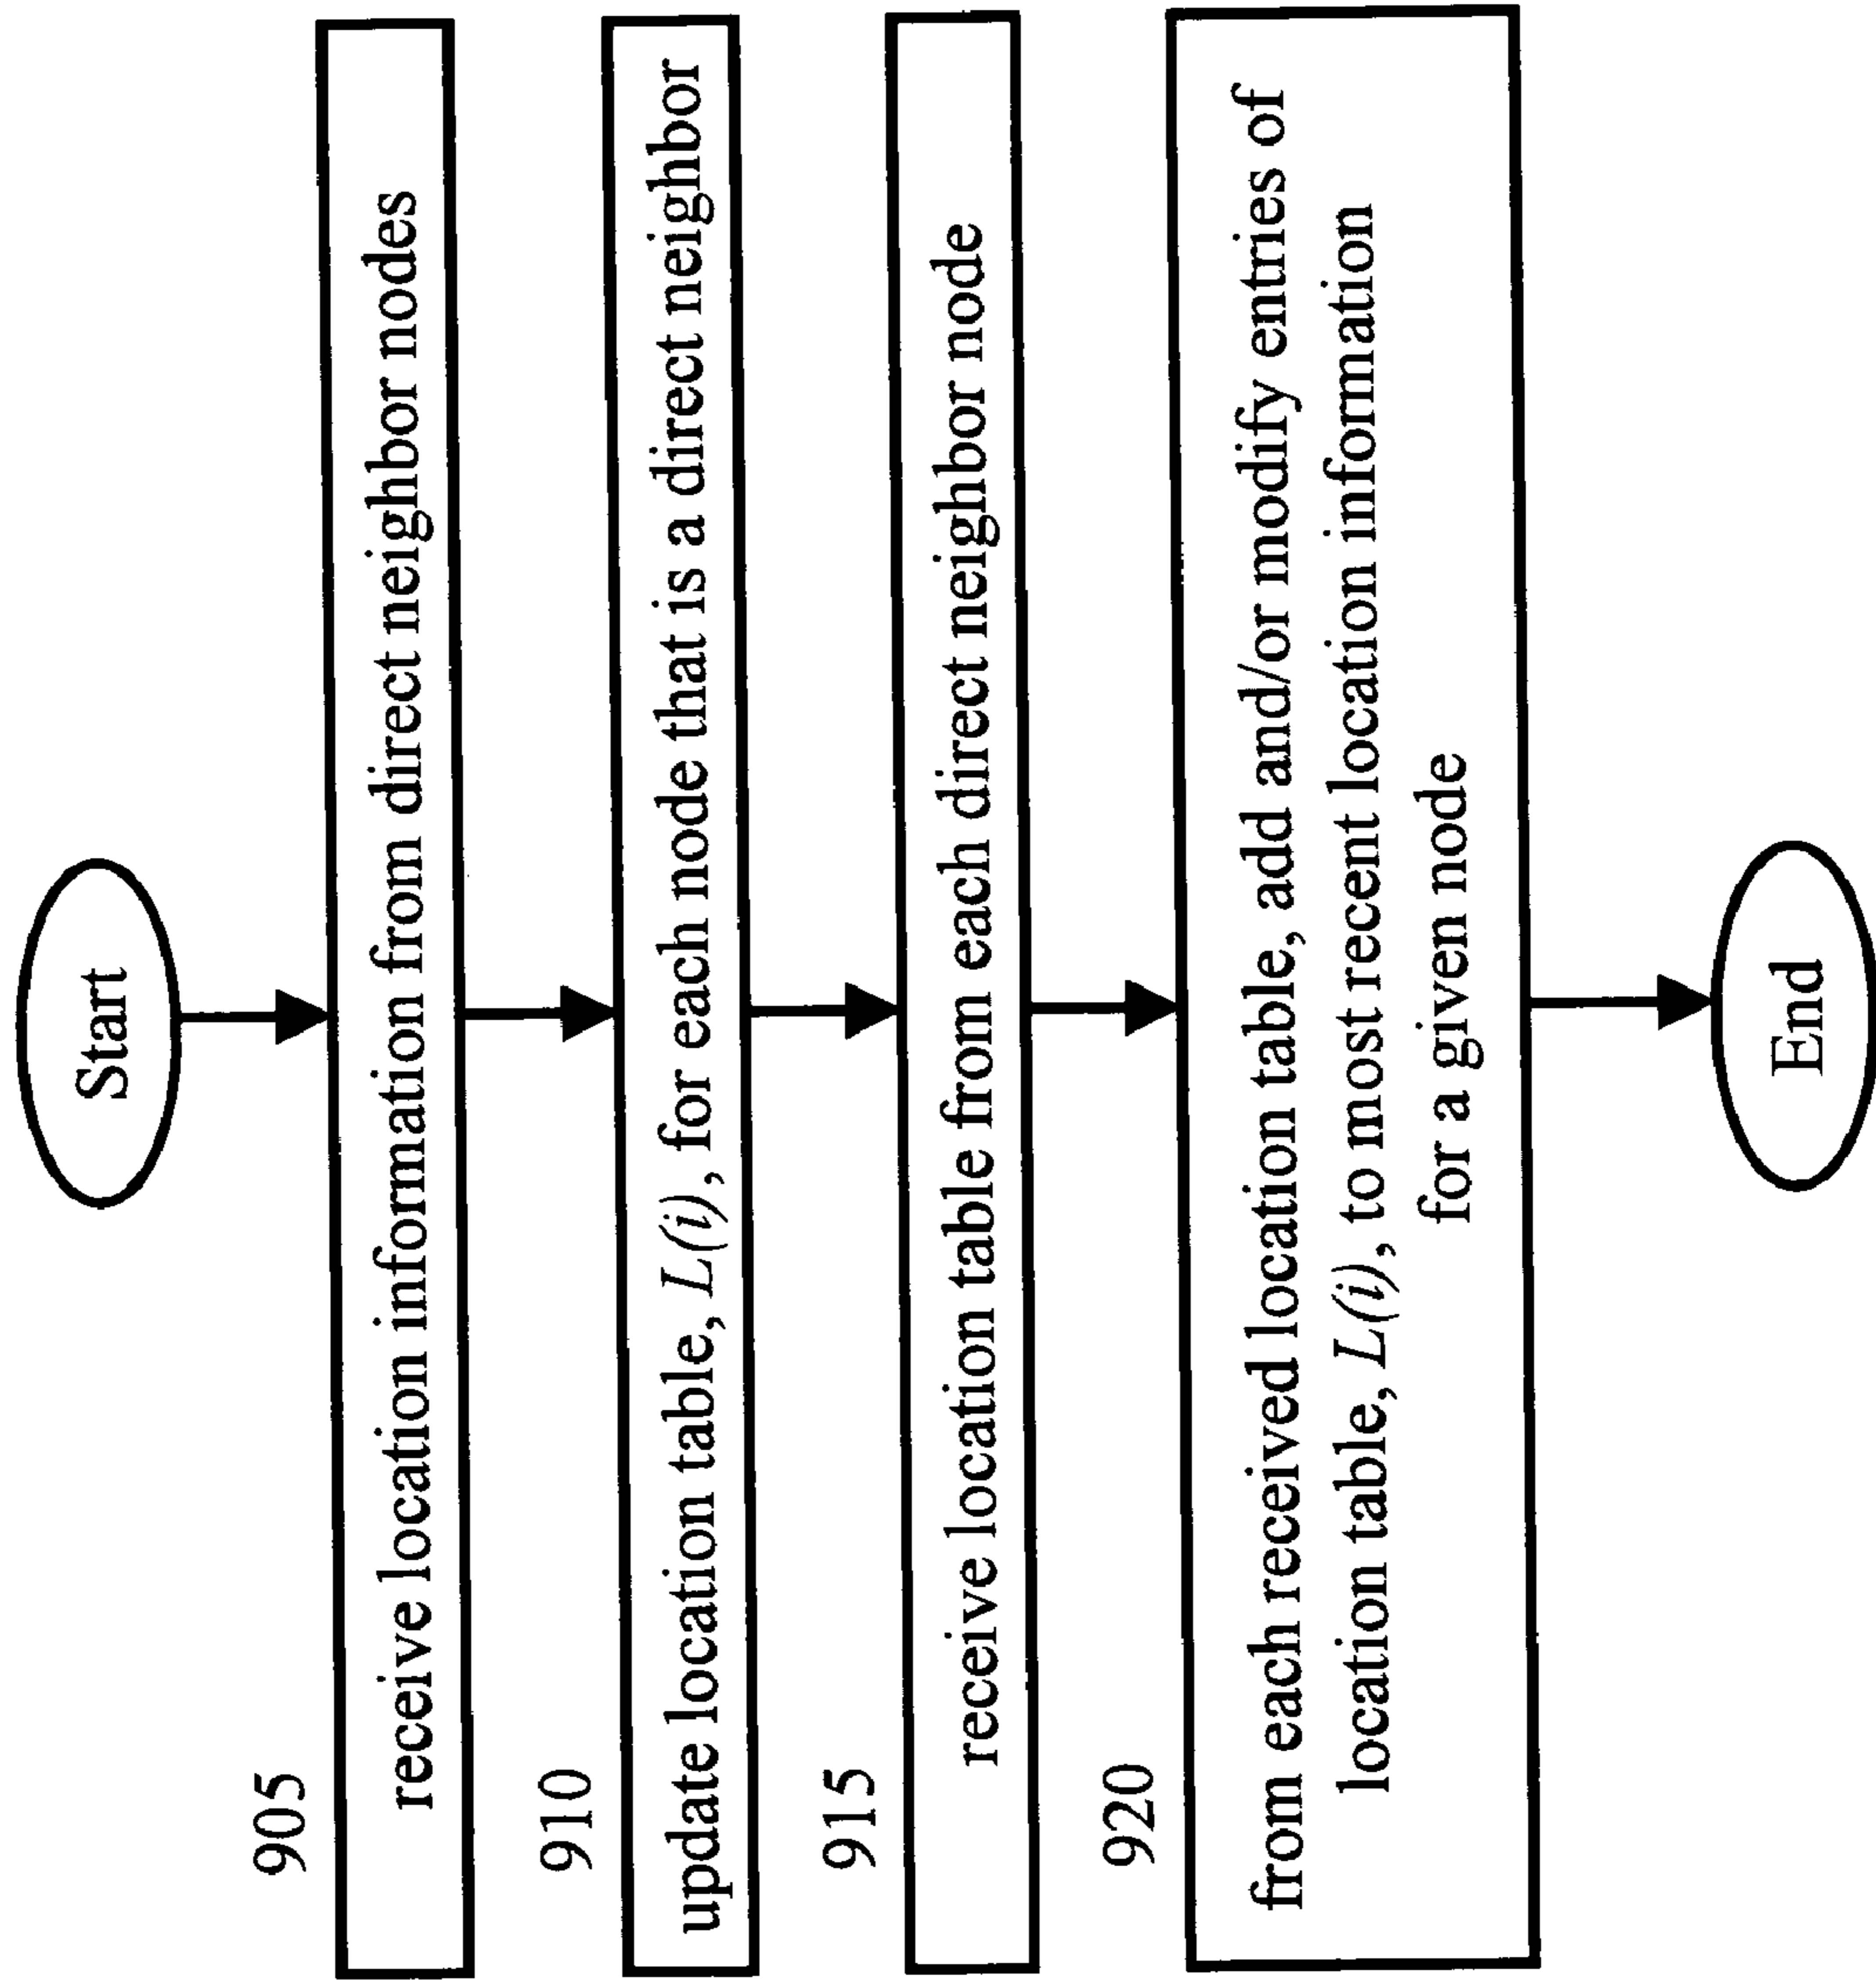 Start
905
receive location information from direct neighbor nodes
910
update location table, L(i), for each node that is a direct neighbor
915
receive location table from each direct neighbor node
920
from each received location table, add and/or modify entries of
location table, L(i), to most recent location information
for a given node
End